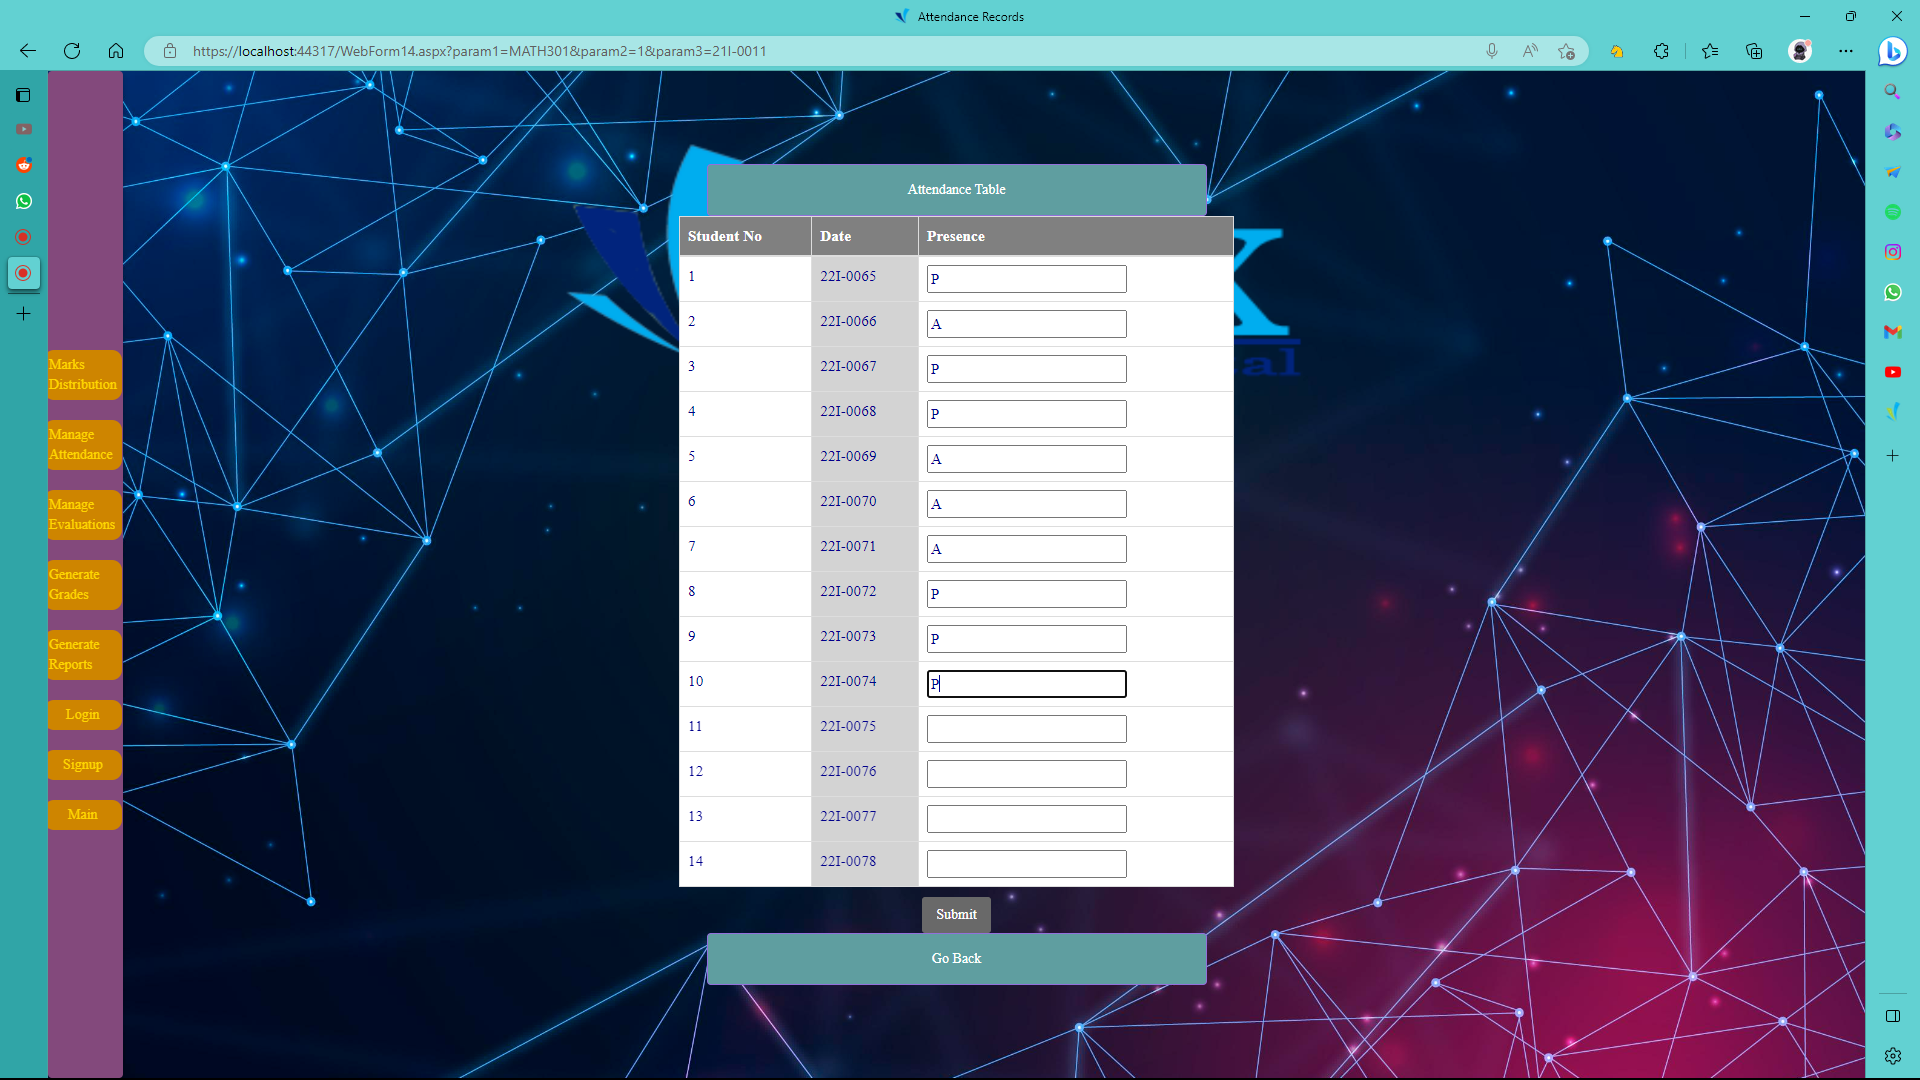 Attendance Records
https://localhost:44317/WebForm14.aspx?param1=MATH301&param2=1&param3=21I-0011
Marks
Distribution
Manage
Attendance
Manage
Evaluations
Generate
Grades
Generate
Reports
Login
Signup
Main
Attendance Table
Student No Date Presence
1 22I-0065 P
2 22I-0066 A
3 22I-0067 P
4 22I-0068 P
5 22I-0069 A
6 22I-0070 A
7 22I-0071 A
8 22I-0072 P
9 22I-0073 P
10 22I-0074 P
11 22I-0075
12 22I-0076
13 22I-0077
14 22I-0078
Submit
Go Back